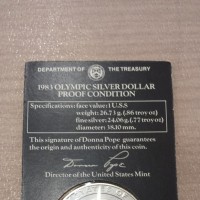 DEPARTMENT OF THE TREASURY
1983 OLYMPIC SILVER DOLLAR
PROOF CONDITION
Specifications: face value: 1 U.S.$
weight: 26.73 g (.86 troy oz)
fine silver: 24.06 g. (.77 troy oz)
diameter: 38.10 mm.
This signature of Donna Pope guarantees
the origin and authenticity of this coin.
Donna Pope
Director of the United States Mint